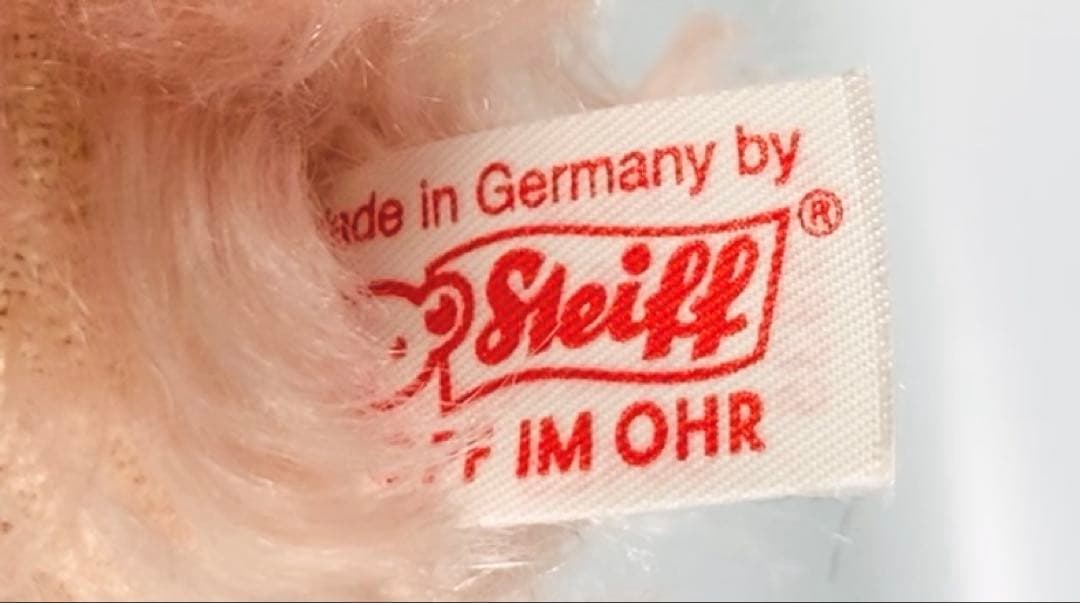 in Germany by
Steiff ®
IM OHR